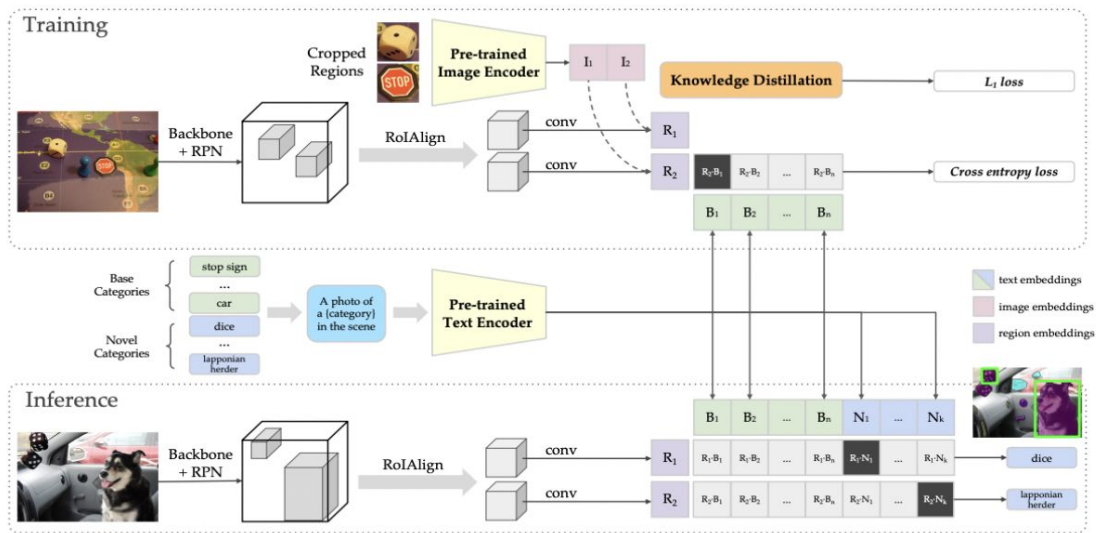 Training
Cropped
Regions
STOP
Pre-trained
Image Encoder
I1 I2
Knowledge Distillation
L1 loss
Backbone
+ RPN
STOP
RoIAlign
conv
R1
conv
R2
R2·B1 R2·B2 ... R2·Bn
Cross entropy loss
B1 B2 ... Bn
Base
Categories
stop sign
...
car
Novel
Categories
dice
...
lapponian
herder
A photo of
a {category}
in the scene
Pre-trained
Text Encoder
text embeddings
image embeddings
region embeddings
Inference
B1 B2 ... Bn N1 ... Nk
Backbone
+ RPN
RoIAlign
conv
R1
R1·B1 R1·B2 ... R1·Bn R1·N1 ... R1·Nk
dice
conv
R2
R2·B1 R2·B2 ... R2·Bn R2·N1 ... R2·Nk
lapponian
herder